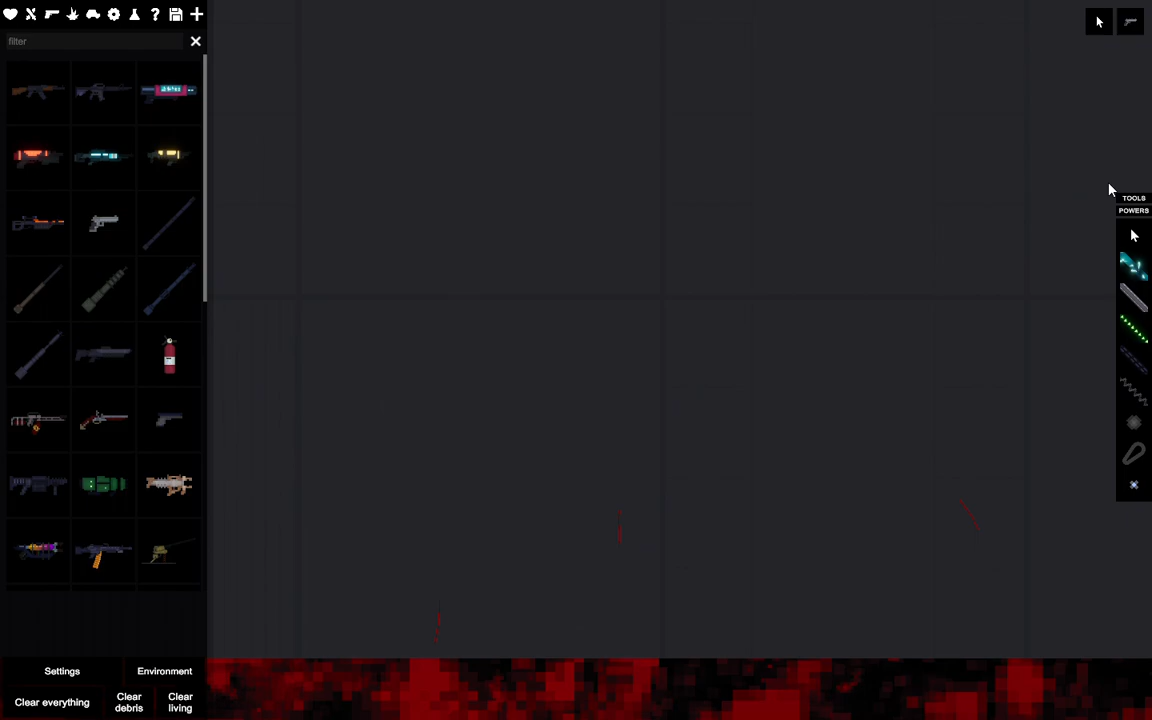 filter
TOOLS
POWERS
Settings
Environment
Clear everything
Clear
debris
Clear
living